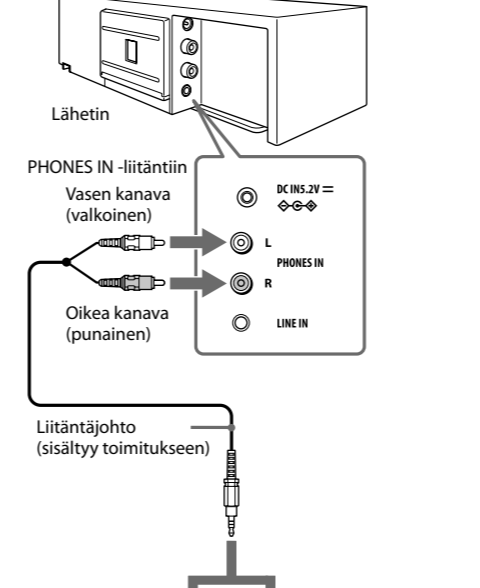 Lähetin
PHONES IN -liitäntiin
Vasen kanava
(valkoinen)
DC IN5.2V
L
PHONES IN
R
Oikea kanava
(punainen)
LINE IN
Liitäntäjohto
(sisältyy toimitukseen)